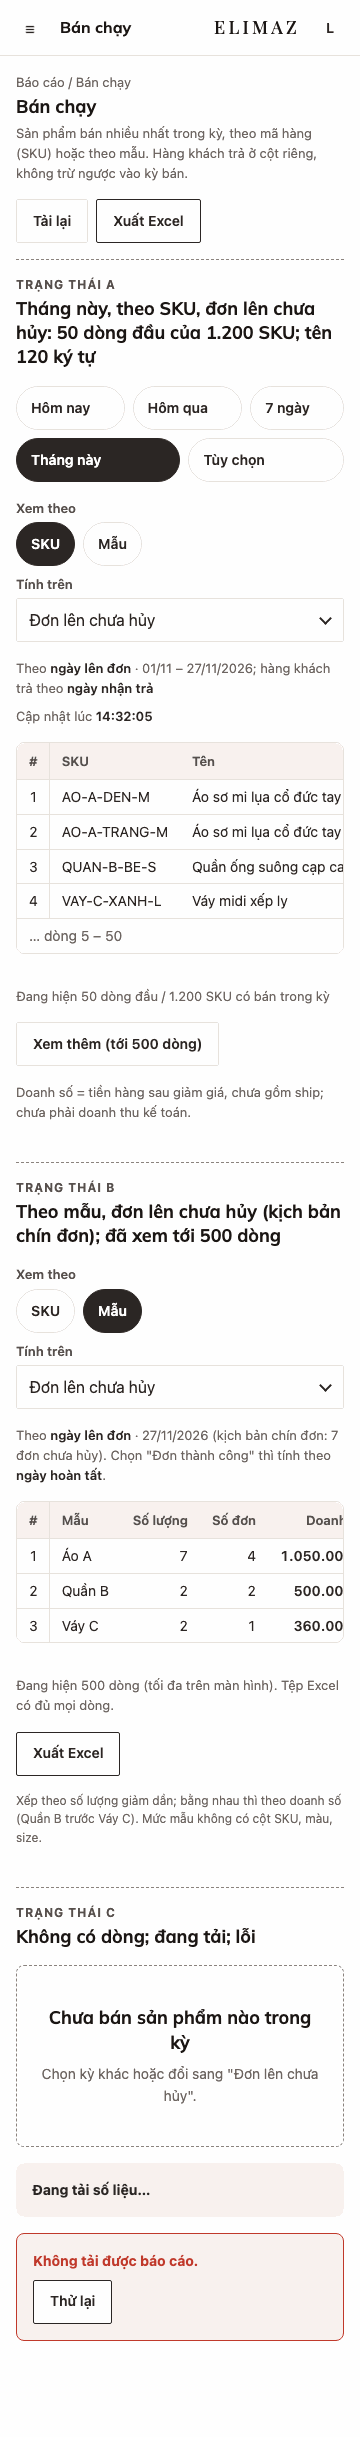 ≡ Bán chạy ELIMAZ L
Báo cáo / Bán chạy
Bán chạy
Sản phẩm bán nhiều nhất trong kỳ, theo mã hàng
(SKU) hoặc theo mẫu. Hàng khách trả ở cột riêng,
không trừ ngược vào kỳ bán.
Tải lại Xuất Excel
TRẠNG THÁI A
Tháng này, theo SKU, đơn lên chưa
hủy: 50 dòng đầu của 1.200 SKU; tên
120 ký tự
Hôm nay Hôm qua 7 ngày
Tháng này Tùy chọn
Xem theo
SKU Mẫu
Tính trên
Đơn lên chưa hủy
Theo ngày lên đơn · 01/11 – 27/11/2026; hàng khách
trả theo ngày nhận trả
Cập nhật lúc 14:32:05
# SKU Tên
1 AO-A-DEN-M Áo sơ mi lụa cổ đức tay
2 AO-A-TRANG-M Áo sơ mi lụa cổ đức tay
3 QUAN-B-BE-S Quần ống suông cạp ca
4 VAY-C-XANH-L Váy midi xếp ly
... dòng 5 – 50
Đang hiện 50 dòng đầu / 1.200 SKU có bán trong kỳ
Xem thêm (tới 500 dòng)
Doanh số = tiền hàng sau giảm giá, chưa gồm ship;
chưa phải doanh thu kế toán.
TRẠNG THÁI B
Theo mẫu, đơn lên chưa hủy (kịch bản
chín đơn); đã xem tới 500 dòng
Xem theo
SKU Mẫu
Tính trên
Đơn lên chưa hủy
Theo ngày lên đơn · 27/11/2026 (kịch bản chín đơn: 7
đơn chưa hủy). Chọn "Đơn thành công" thì tính theo
ngày hoàn tất.
# Mẫu Số lượng Số đơn Doanh
1 Áo A 7 4 1.050.00
2 Quần B 2 2 500.00
3 Váy C 2 1 360.00
Đang hiện 500 dòng (tối đa trên màn hình). Tệp Excel
có đủ mọi dòng.
Xuất Excel
Xếp theo số lượng giảm dần; bằng nhau thì theo doanh số
(Quần B trước Váy C). Mức mẫu không có cột SKU, màu,
size.
TRẠNG THÁI C
Không có dòng; đang tải; lỗi
Chưa bán sản phẩm nào trong
kỳ
Chọn kỳ khác hoặc đổi sang "Đơn lên chưa
hủy".
Đang tải số liệu...
Không tải được báo cáo.
Thử lại